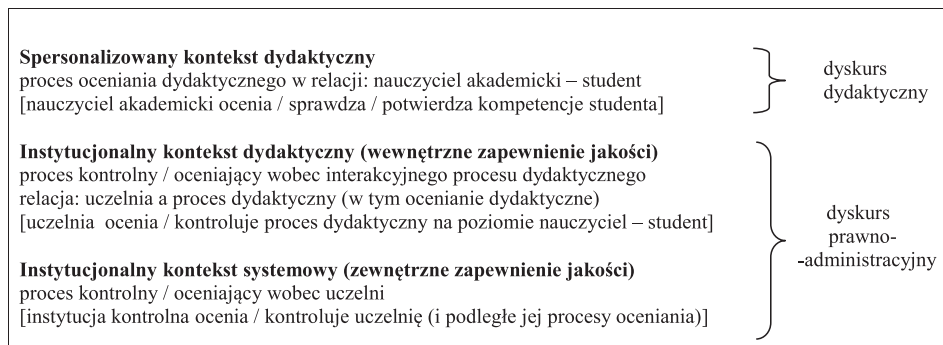 Spersonalizowany kontekst dydaktyczny
proces oceniania dydaktycznego w relacji: nauczyciel akademicki – student
[nauczyciel akademicki ocenia / sprawdza / potwierdza kompetencje studenta]
dyskurs
dydaktyczny
Instytucjonalny kontekst dydaktyczny (wewnętrzne zapewnienie jakości)
proces kontrolny / oceniający wobec interakcyjnego procesu dydaktycznego
relacja: uczelnia a proces dydaktyczny (w tym ocenianie dydaktyczne)
[uczelnia ocenia / kontroluje proces dydaktyczny na poziomie nauczyciel – student]
Instytucjonalny kontekst systemowy (zewnętrzne zapewnienie jakości)
proces kontrolny / oceniający wobec uczelni
[instytucja kontrolna ocenia / kontroluje uczelnię (i podległe jej procesy oceniania)]
dyskurs
prawno-
-administracyjny